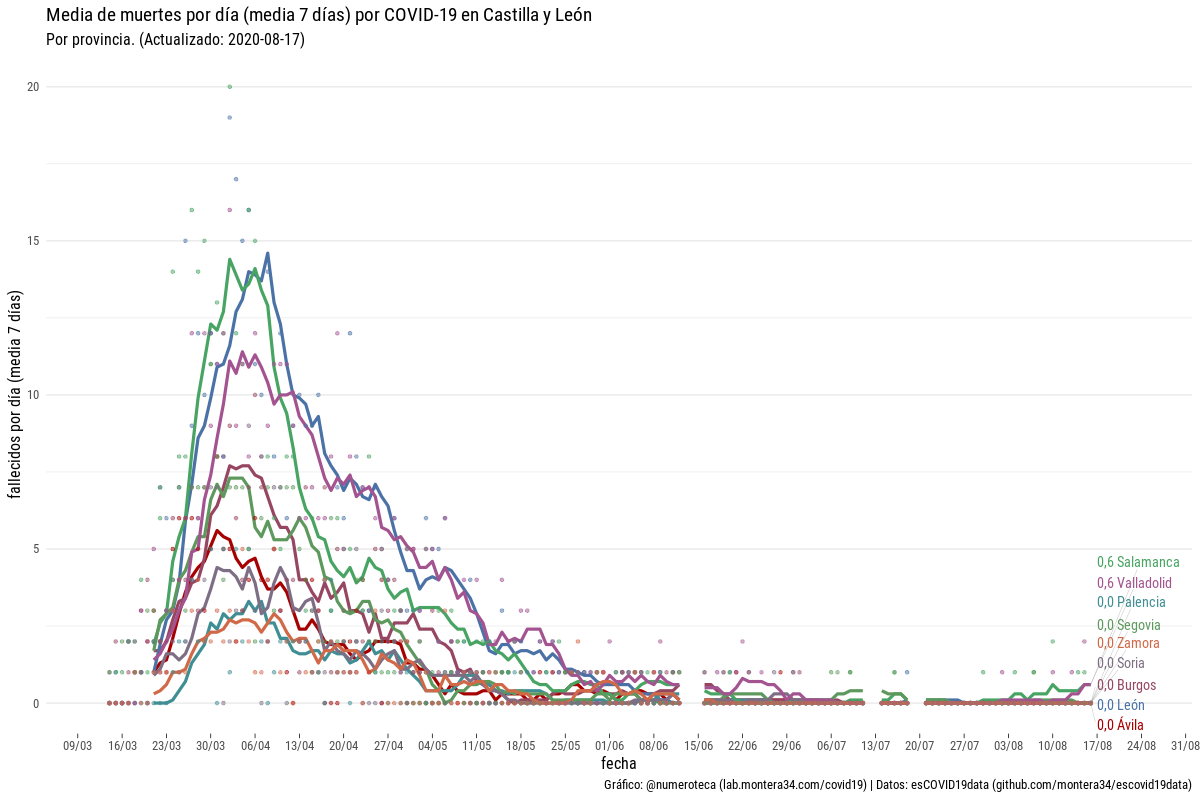 Media de muertes por día (media 7 días) por COVID-19 en Castilla y León
Por provincia. (Actualizado: 2020-08-17)
fallecidos por día (media 7 días)
20
15
10
5
0
0,6 Salamanca
0,6 Valladolid
0,0 Palencia
0,0 Segovia
0,0 Zamora
0,0 Soria
0,0 Burgos
0,0 León
0,0 Ávila
09/03 16/03 23/03 30/03 06/04 13/04 20/04 27/04 4/05 11/05 18/05 25/05 01/06 08/06 15/06 22/06 29/06 06/07 13/07 20/07 27/07 03/08 10/08 17/08 24/08 31/08
fecha
Gráfico: @numeroteca (lab.montera34.com/covid19) | Datos: esCOVID19data (github.com/montera34/escovid19data)